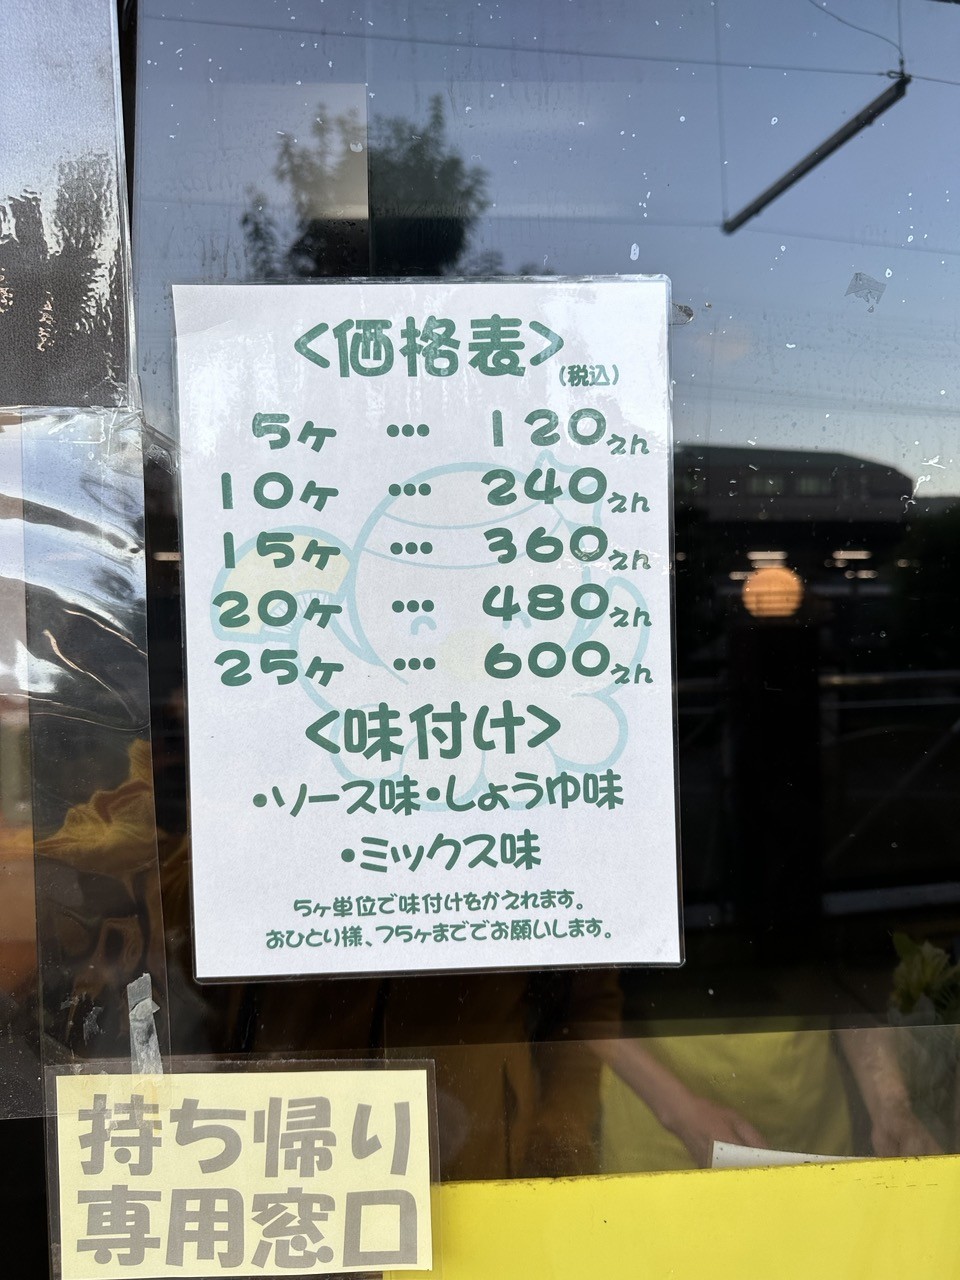 <価格表>
(税込)
5ヶ ••• 120えん
10ヶ ••• 240えん
15ヶ ••• 360えん
20ヶ ••• 480えん
25ヶ ••• 600えん
<味付け>
・ソース味・しょうゆ味
・ミックス味
5ヶ単位で味付けをかえれます。
おひとり様、75ヶまででお願いします。
持ち帰り
専用窓口